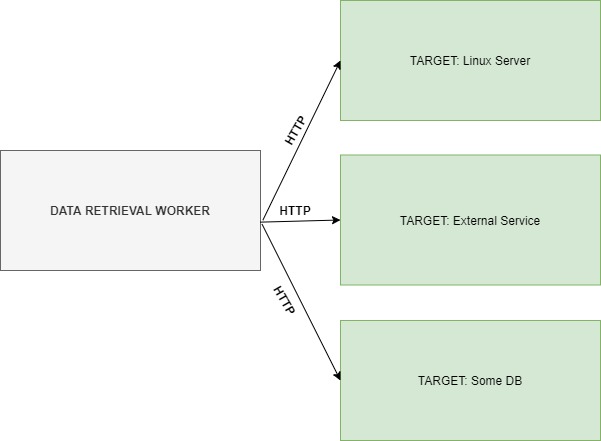 TARGET: Linux Server
HTTP
DATA RETRIEVAL WORKER
HTTP
TARGET: External Service
HTTP
TARGET: Some DB